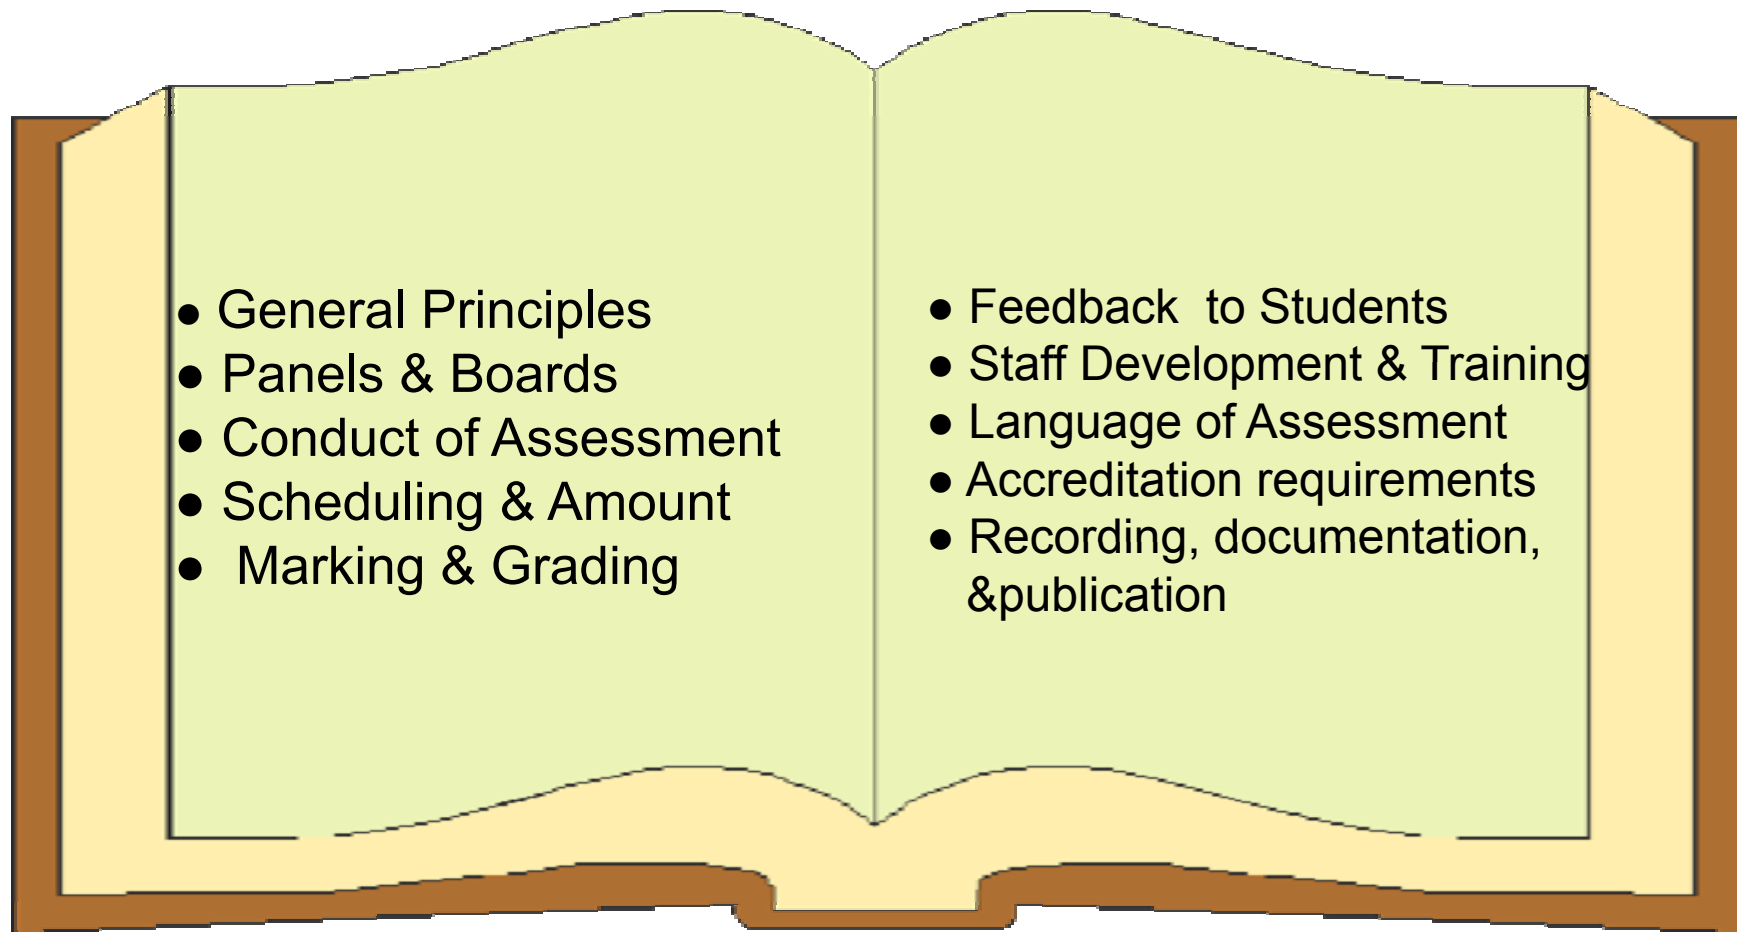 ● General Principles
● Panels & Boards
● Conduct of Assessment
● Scheduling & Amount
● Marking & Grading
● Feedback to Students
● Staff Development & Training
● Language of Assessment
● Accreditation requirements
● Recording, documentation,
&publication